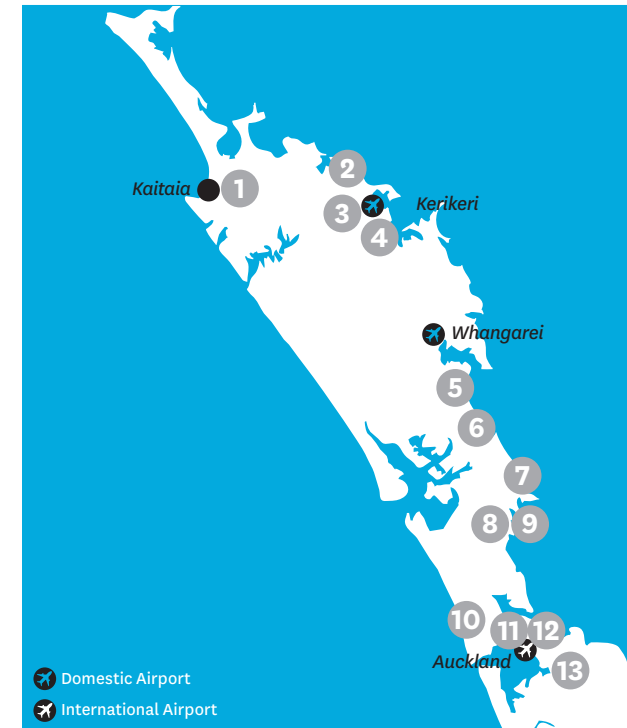 2
Kaitaia 1
3 Kerikeri
4
Whangarei
5
6
7
8 9
10 11 12
Auckland 13
Domestic Airport
International Airport